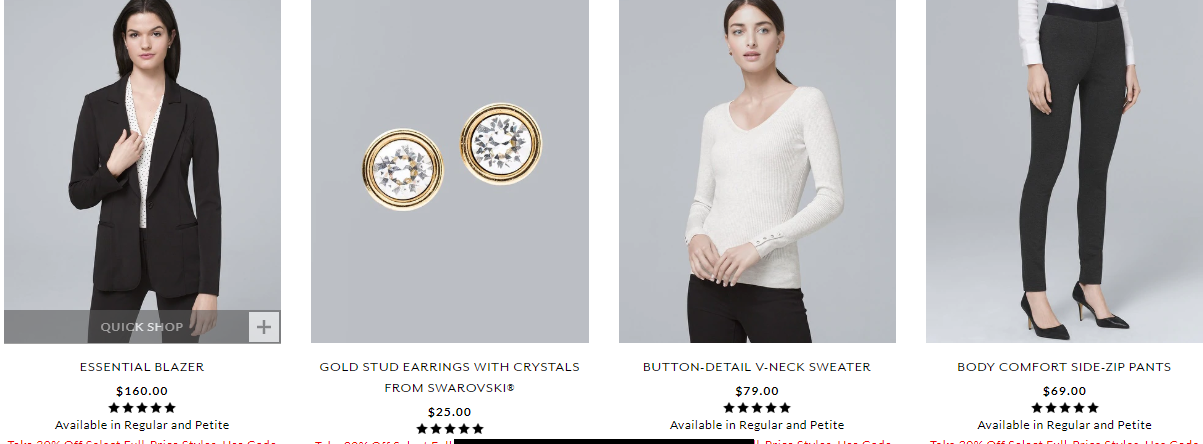 QUICK SHOP
ESSENTIAL BLAZER
$160.00
Available in Regular and Petite
GOLD STUD EARRINGS WITH CRYSTALS
FROM SWAROVSKI®
$25.00
BUTTON-DETAIL V-NECK SWEATER
$79.00
Available in Regular and Petite
BODY COMFORT SIDE-ZIP PANTS
$69.00
Available in Regular and Petite